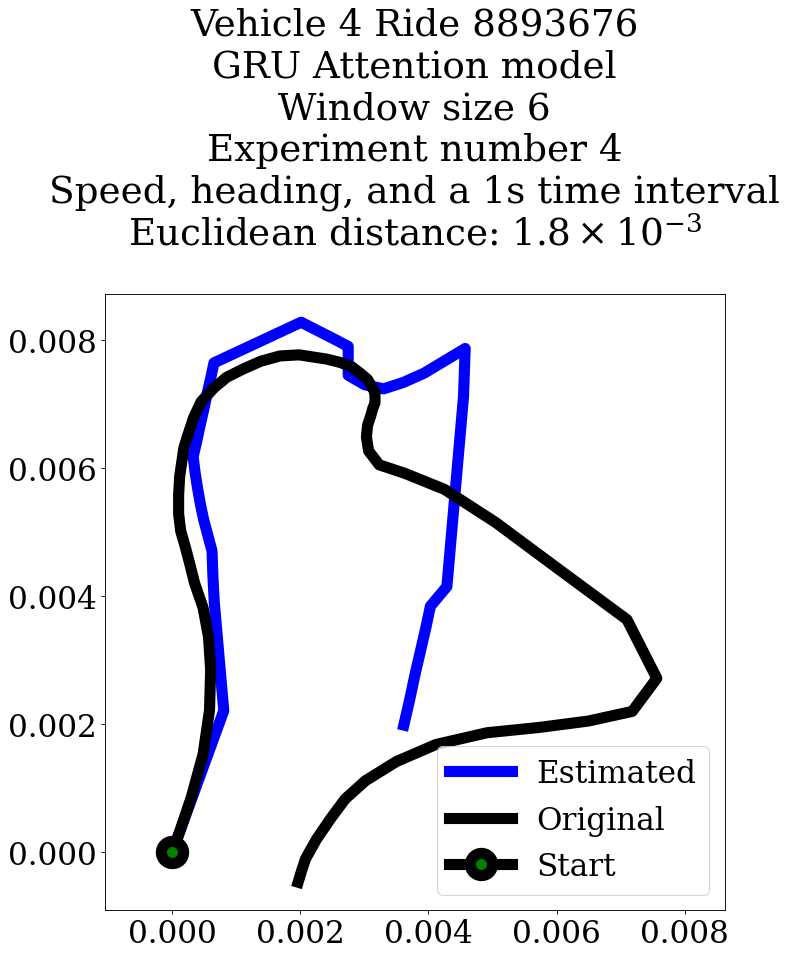 Vehicle 4 Ride 8893676
GRU Attention model
Window size 6
Experiment number 4
Speed, heading, and a 1s time interval
Euclidean distance: 1.8 × 10⁻³
0.008
0.006
0.004
0.002
0.000
Estimated
Original
Start
0.000 0.002 0.004 0.006 0.008